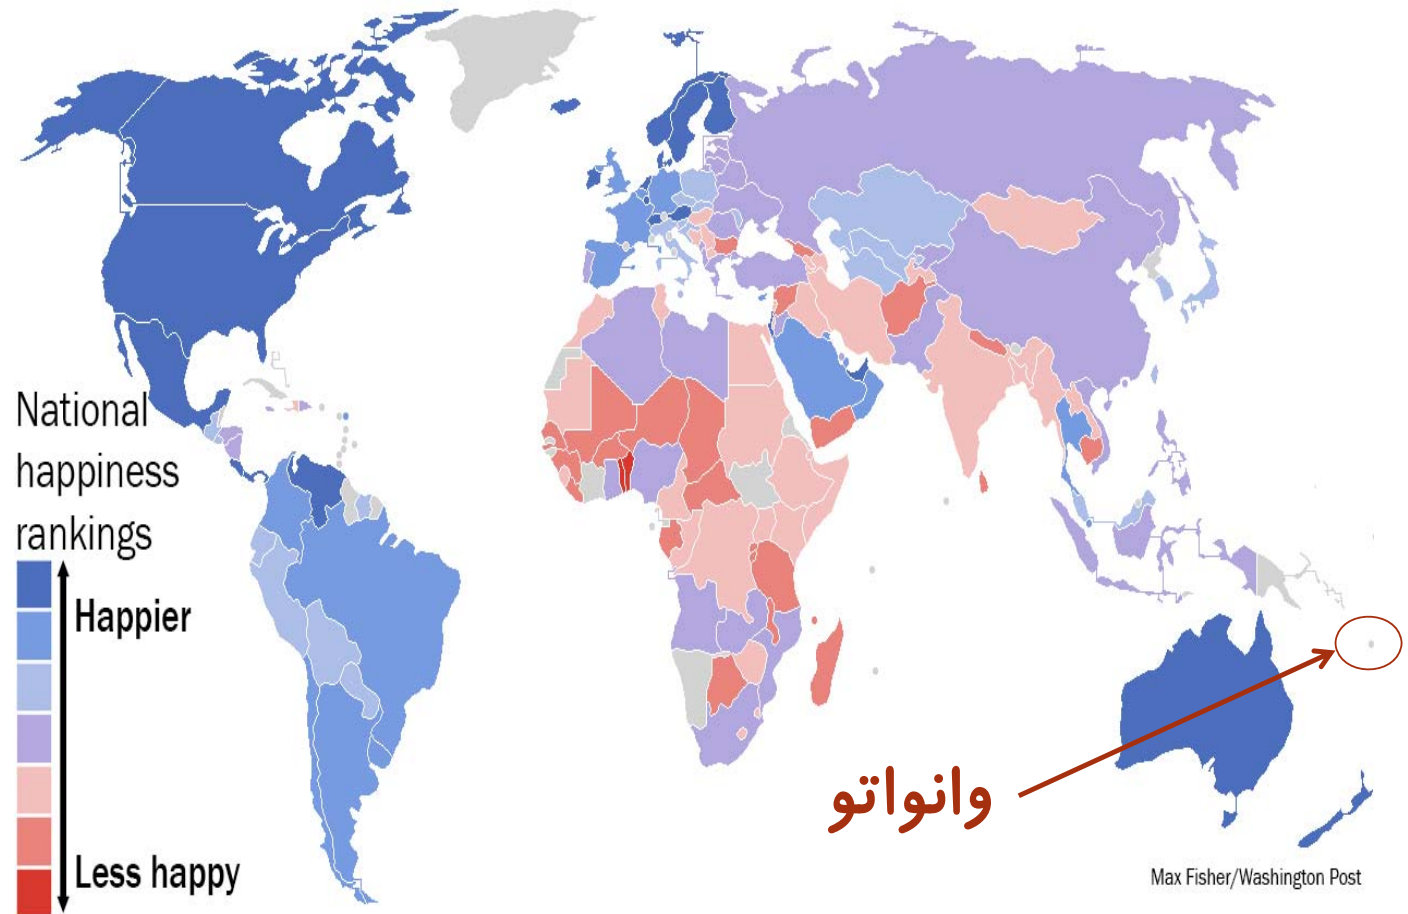 National
happiness
rankings
Happier
Less happy
وانواتو
Max Fisher/Washington Post